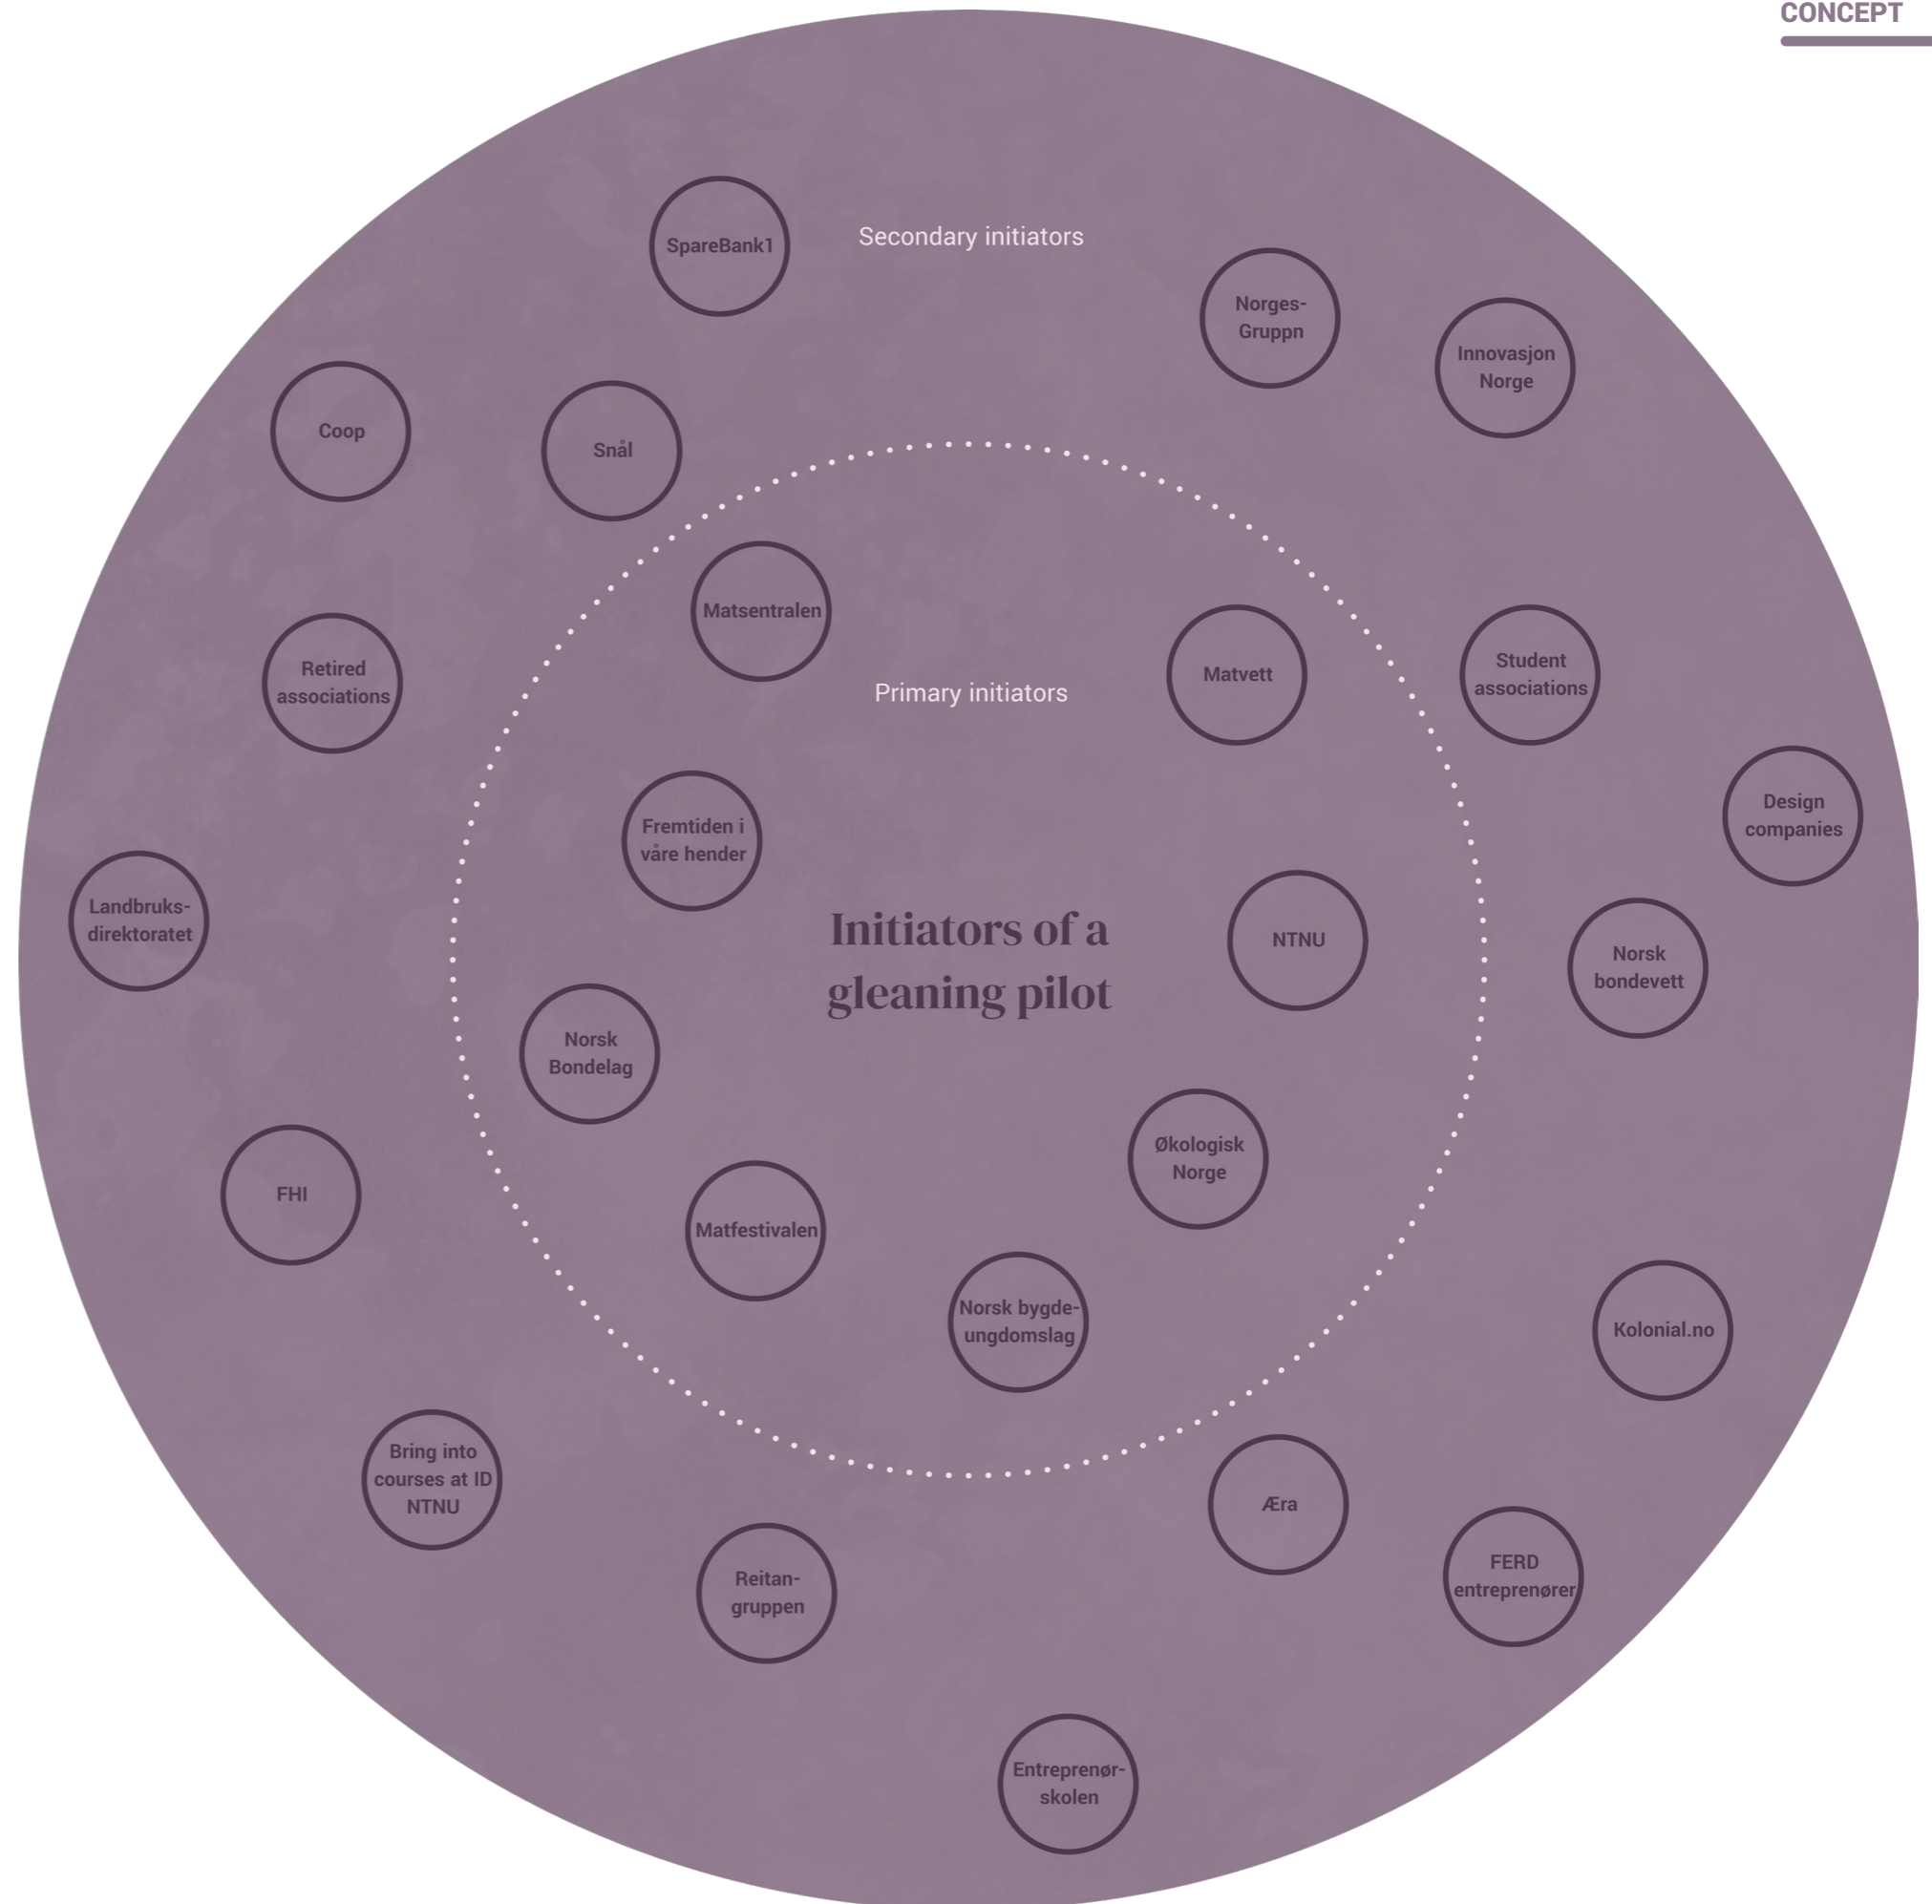 CONCEPT
Secondary initiators
SpareBank1
Norges-
Gruppn
Innovasjon
Norge
Coop
Snål
Matsentralen
Retired
associations
Primary initiators
Matvett
Student
associations
Design
companies
Fremtiden i
våre hender
Landbruks-
direktoratet
Initiators of a
gleaning pilot
NTNU
Norsk
bondevett
Norsk
Bondelag
Økologisk
Norge
FHI
Matfestivalen
Norsk bygde-
ungdomslag
Kolonial.no
Bring into
courses at ID
NTNU
Æra
Reitan-
gruppen
FERD
entreprenører
Entreprenør-
skolen